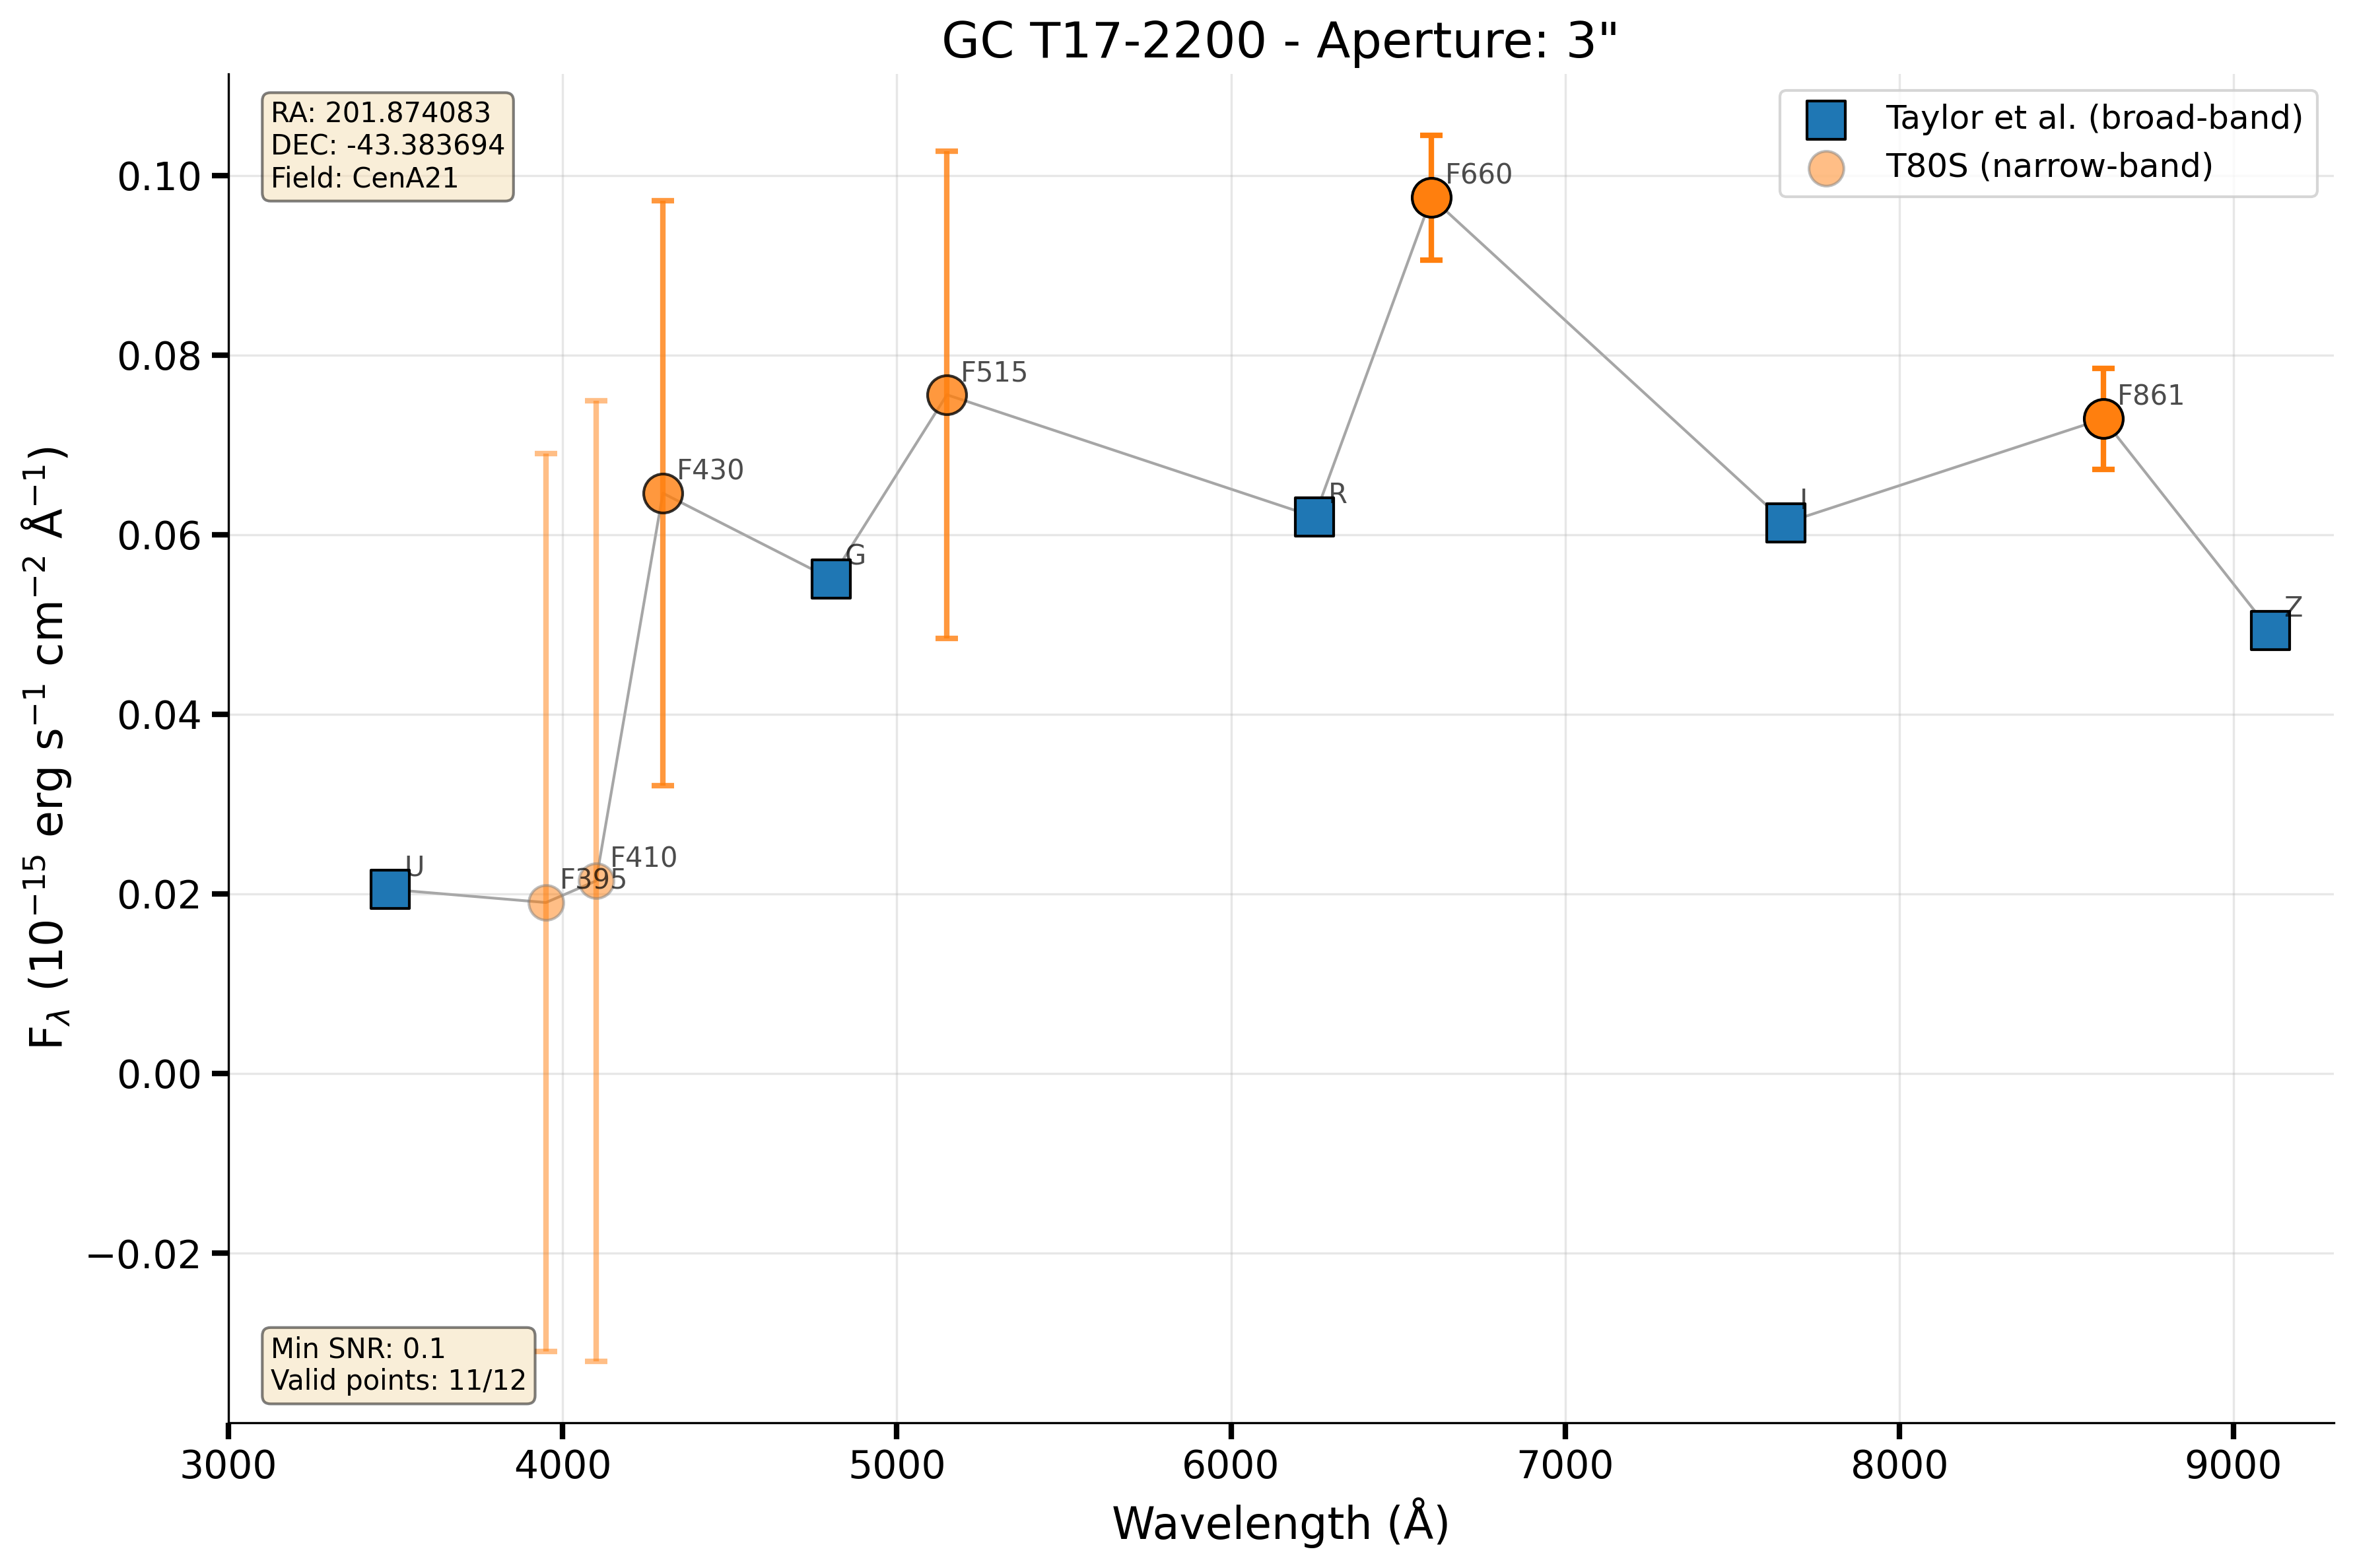 GC T17-2200 - Aperture: 3"
RA: 201.874083
DEC: -43.383694
Field: CenA21
Taylor et al. (broad-band)
T80S (narrow-band)
F660
F515
F861
F430
R
I
G
Z
F410
U
F395
0.10
0.08
0.06
0.04
0.02
0.00
−0.02
F_λ (10⁻¹⁵ erg s⁻¹ cm⁻² Å⁻¹)
Min SNR: 0.1
Valid points: 11/12
3000 4000 5000 6000 7000 8000 9000
Wavelength (Å)